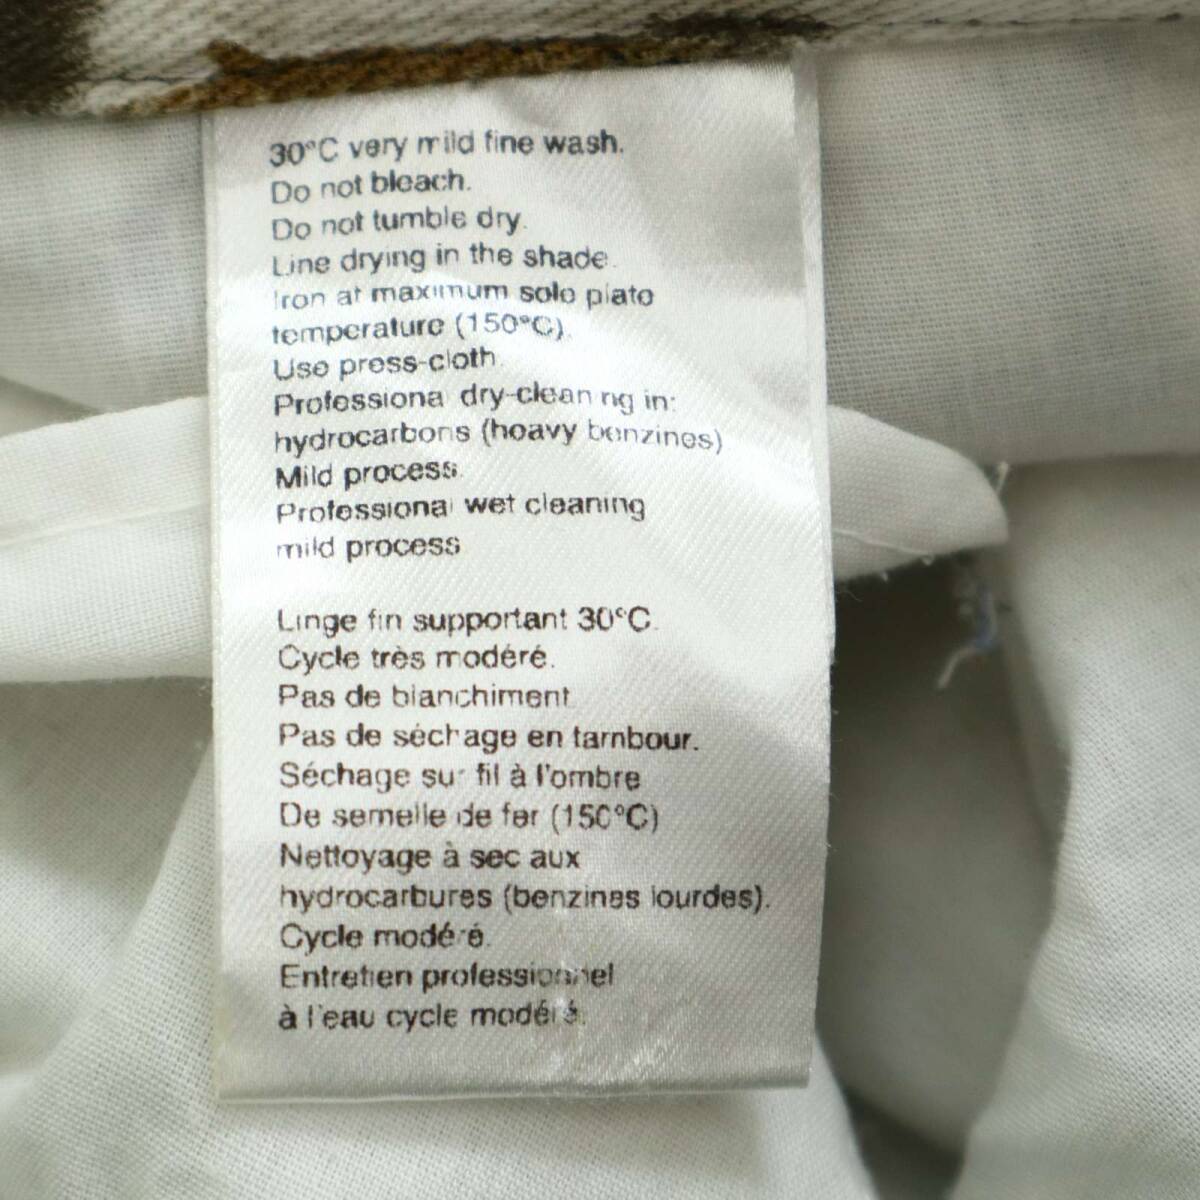 30°C very mild fine wash.
Do not bleach.
Do not tumble dry.
Line drying in the shade.
Iron at maximum sole plate
temperature (150°C).
Use press-cloth.
Professional dry-cleaning in:
hydrocarbons (heavy benzines)
Mild process.
Professional wet cleaning
mild process
Linge fin supportant 30°C.
Cycle très modéré.
Pas de blanchiment
Pas de séchage en tambour.
Séchage sur fil à l'ombre
De semelle de fer (150°C)
Nettoyage à sec aux
hydrocarbures (benzines lourdes).
Cycle modéré.
Entretien professionnel
à l'eau cycle modéré.